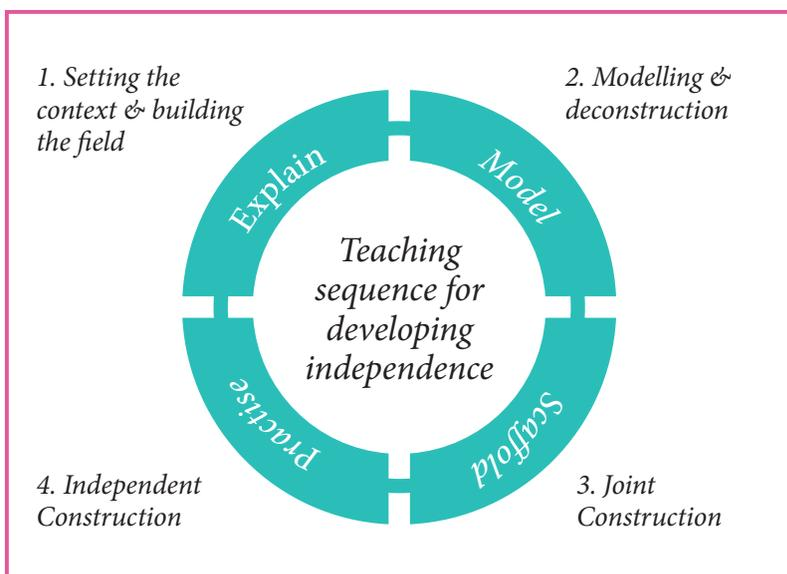 1. Setting the
context & building
the field
2. Modelling &
deconstruction
Explain
Model
Teaching
sequence for
developing
independence
Practise
Scaffold
4. Independent
Construction
3. Joint
Construction